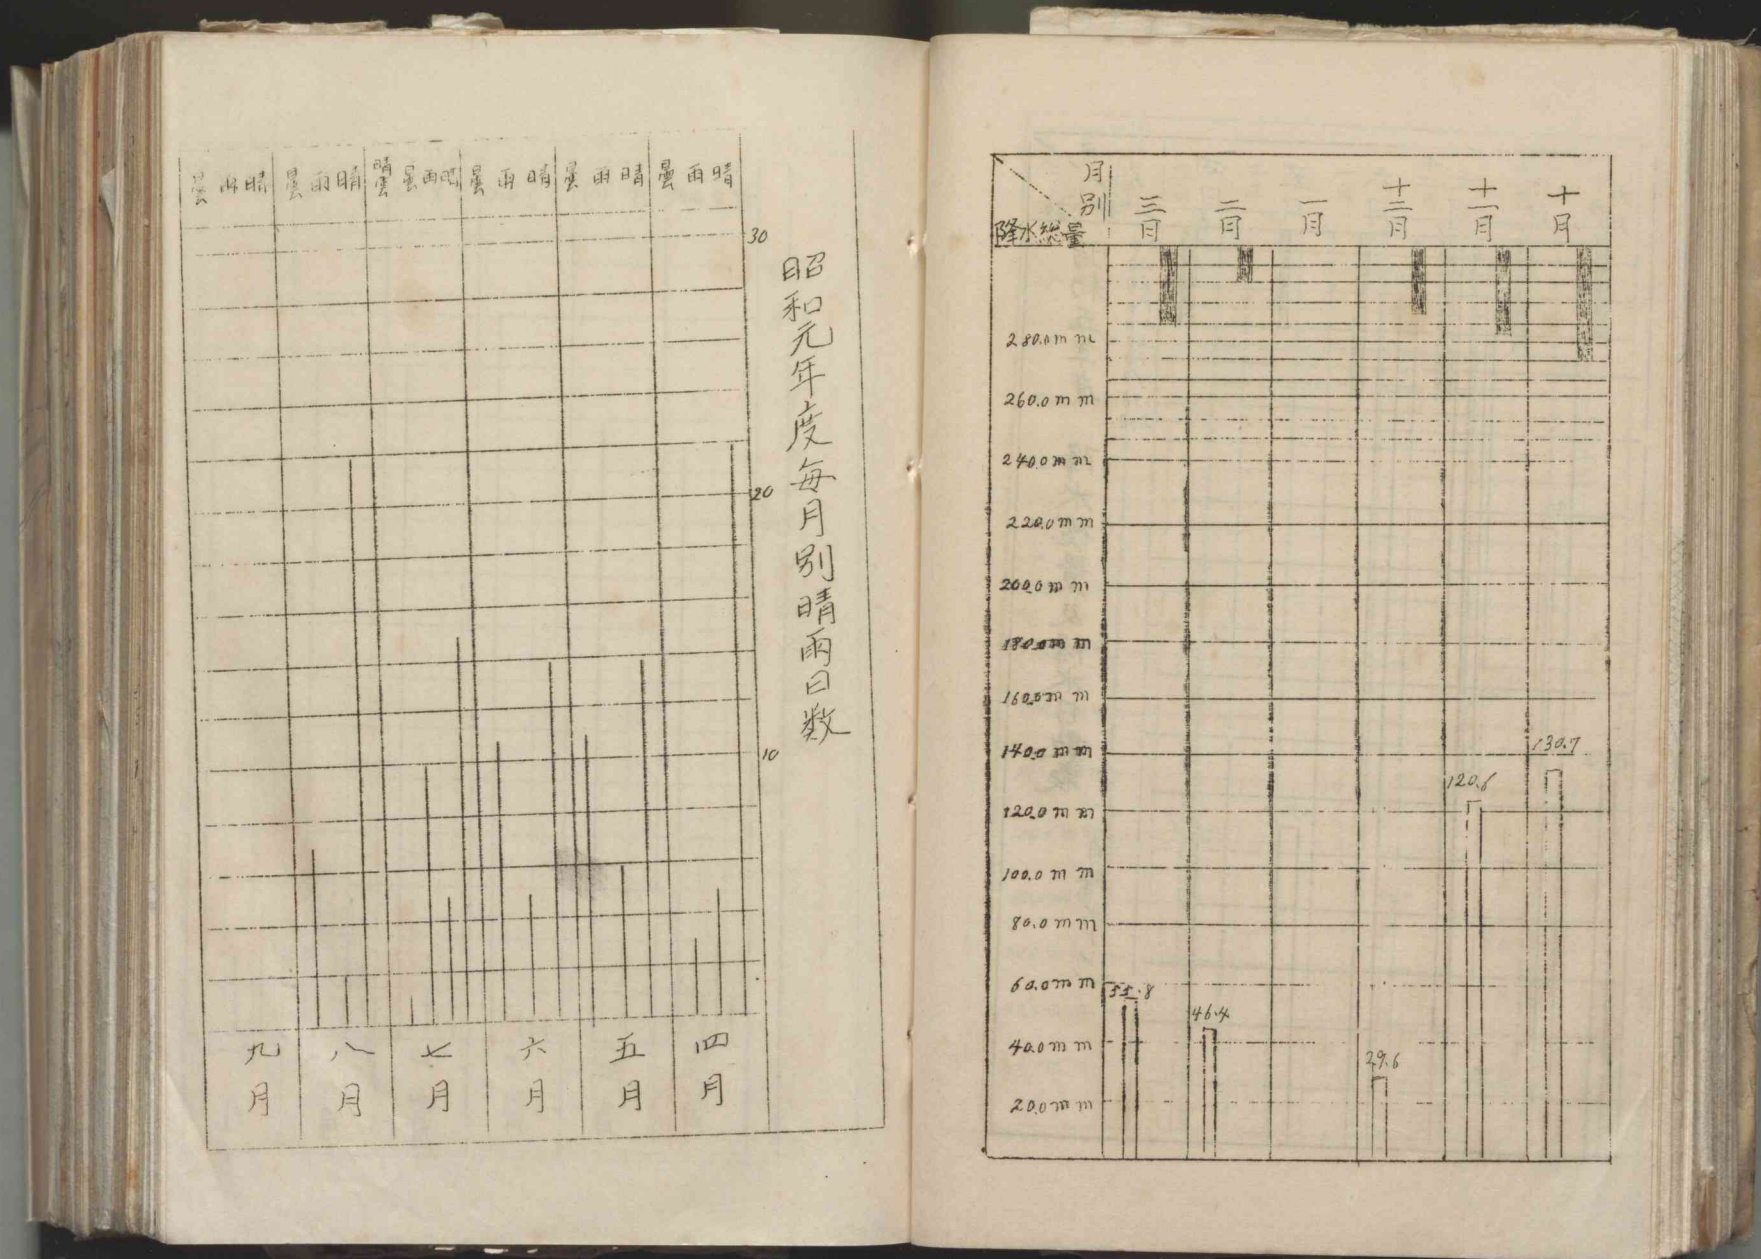 月別
降水総量
十月
十一月
十二月
一月
二月
三月
280.0mm
260.0mm
240.0mm
220.0mm
200.0mm
180.0mm
160.0mm
140.0mm
120.0mm
100.0mm
80.0mm
60.0mm
40.0mm
20.0mm
130.7
120.6
29.6
46.4
55.8
昭和元年度每月別晴雨日数
30
20
10
晴 雨 曇
晴 雨 曇
晴 雨 曇
晴 雨 曇 晴曇
晴 雨 曇
晴 雨 曇
四月
五月
六月
七月
八月
九月